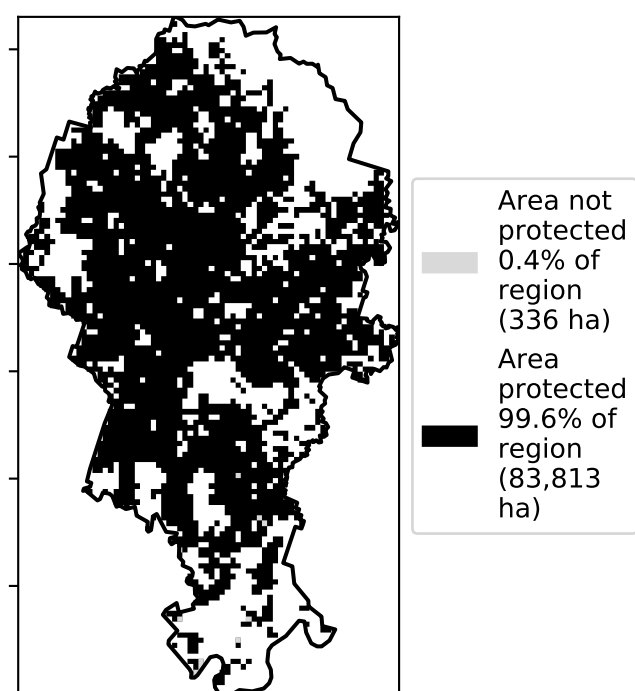 Area not
protected
0.4% of
region
(336 ha)
Area
protected
99.6% of
region
(83,813
ha)